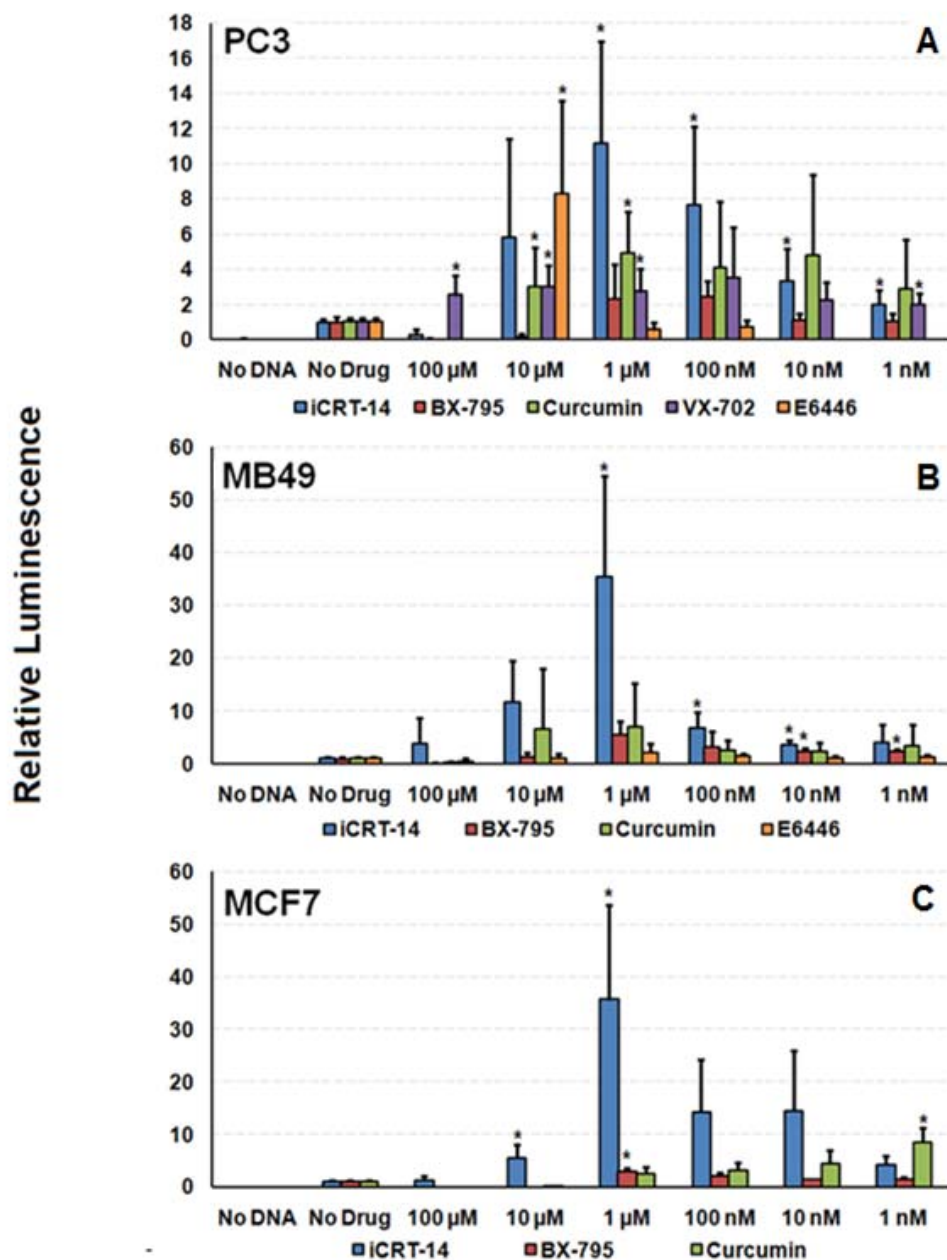 Relative Luminescence
PC3
A
18
16
14
12
10
8
6
4
2
0
* * * * * * * * * * * *
No DNA No Drug 100 µM 10 µM 1 µM 100 nM 10 nM 1 nM
iCRT-14 BX-795 Curcumin VX-702 E6446
MB49
B
60
50
40
30
20
10
0
* * * * *
No DNA No Drug 100 µM 10 µM 1 µM 100 nM 10 nM 1 nM
iCRT-14 BX-795 Curcumin E6446
MCF7
C
60
50
40
30
20
10
0
* * * *
No DNA No Drug 100 µM 10 µM 1 µM 100 nM 10 nM 1 nM
iCRT-14 BX-795 Curcumin